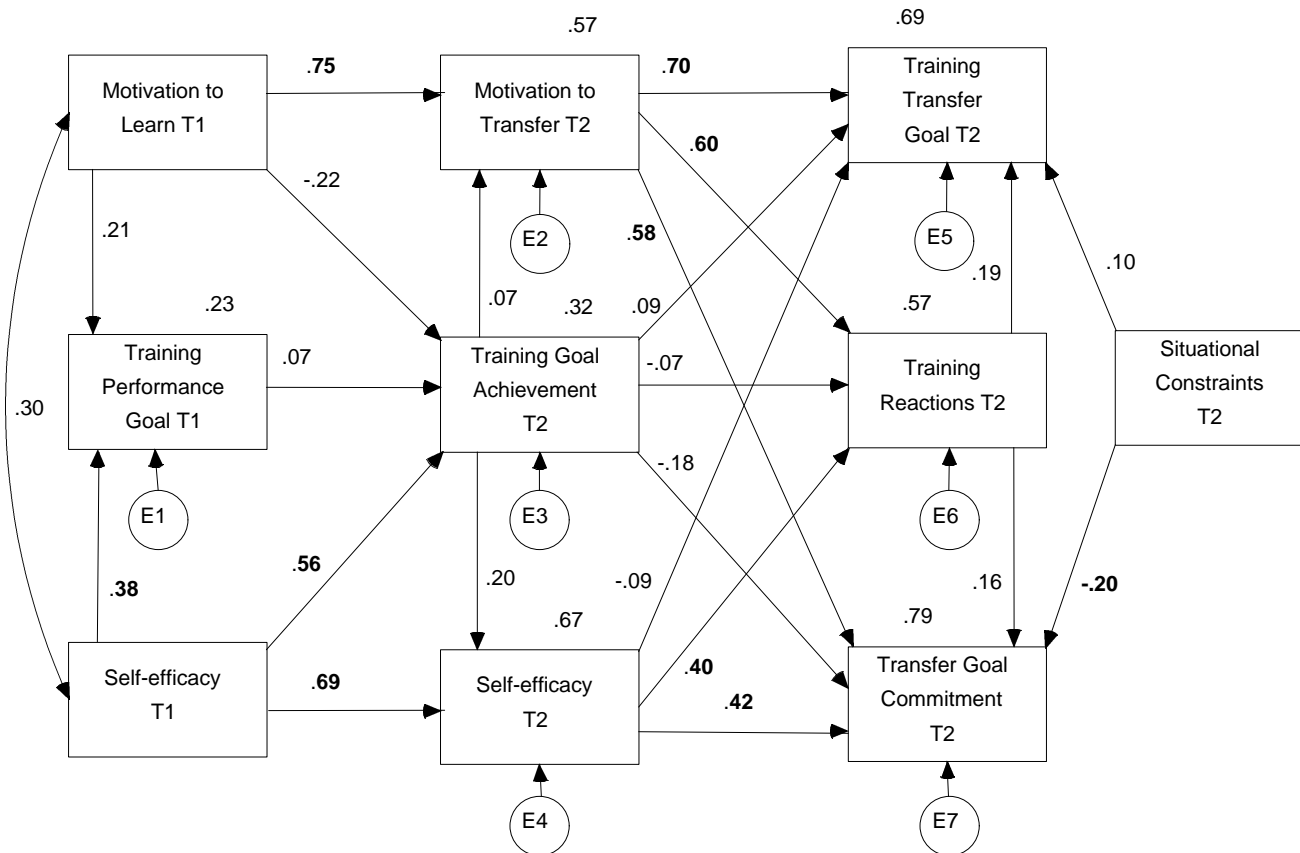 .57
.69
Motivation to
Learn T1
.75
Motivation to
Transfer T2
.70
Training
Transfer
Goal T2
.60
-.22
.21
E2
.58
E5
.10
.19
.23
.07
.32
.09
.57
Training
Performance
Goal T1
.07
Training Goal
Achievement
T2
-.07
Training
Reactions T2
Situational
Constraints
T2
.30
-.18
E1
E3
E6
.56
.38
.20
-.09
.16
-.20
.67
.79
Self-efficacy
T1
.69
Self-efficacy
T2
.40
.42
Transfer Goal
Commitment
T2
E4
E7